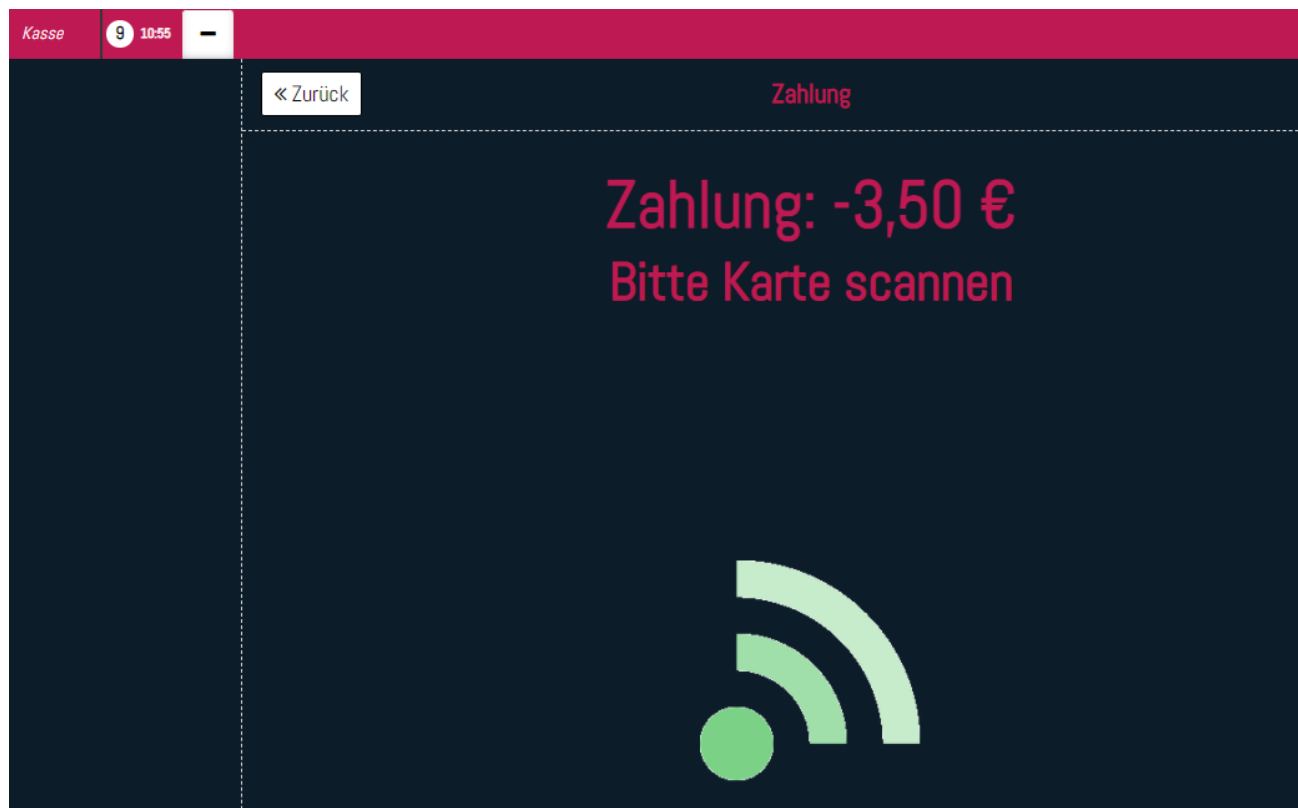 Kasse 9 10:55
« Zurück
Zahlung
Zahlung: -3,50 €
Bitte Karte scannen